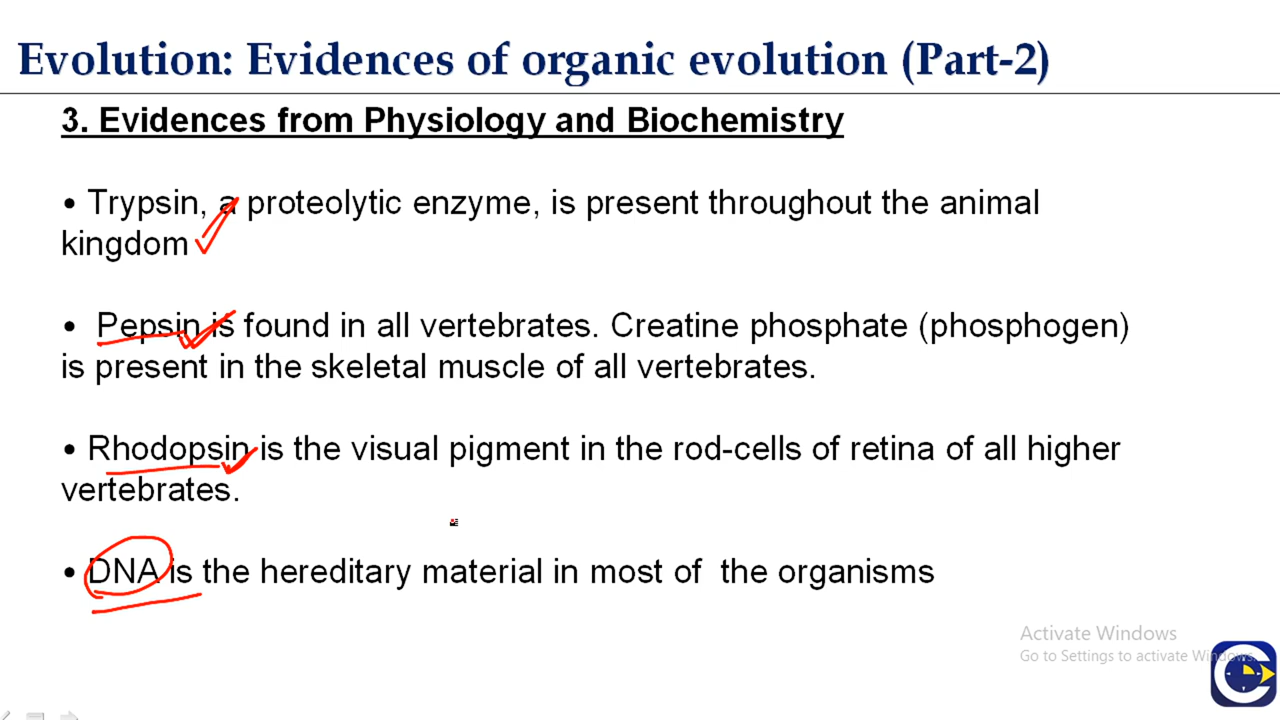 Evolution: Evidences of organic evolution (Part-2)
3. Evidences from Physiology and Biochemistry
• Trypsin, a proteolytic enzyme, is present throughout the animal
kingdom
• Pepsin is found in all vertebrates. Creatine phosphate (phosphogen)
is present in the skeletal muscle of all vertebrates.
• Rhodopsin is the visual pigment in the rod-cells of retina of all higher
vertebrates.
• DNA is the hereditary material in most of the organisms
Activate Windows
Go to Settings to activate Windows.